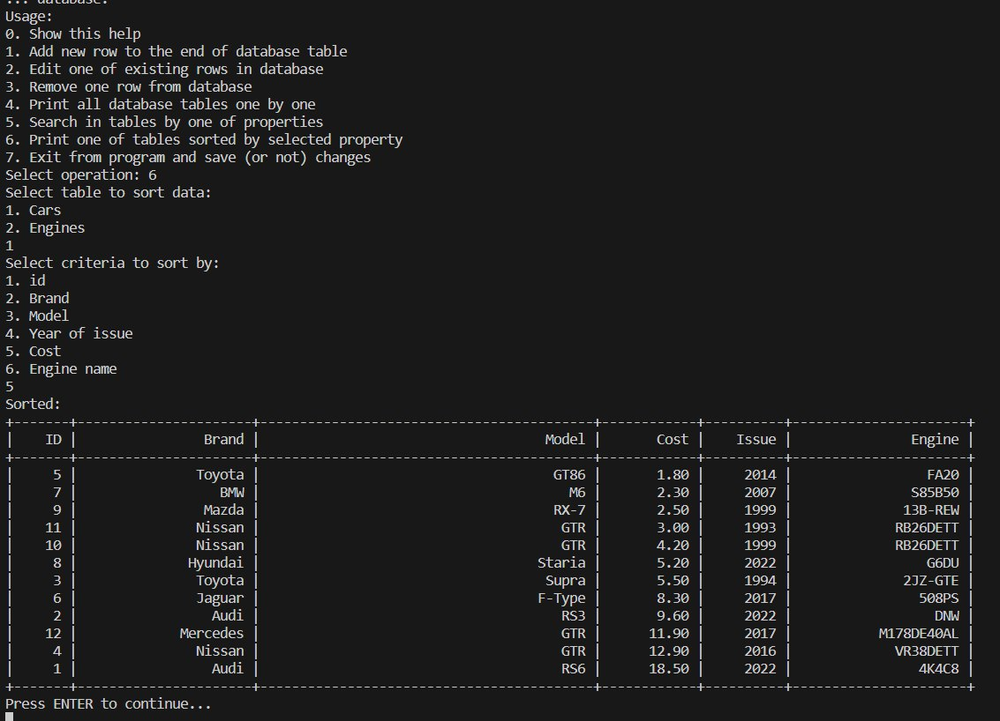 ... database.
Usage:
0. Show this help
1. Add new row to the end of database table
2. Edit one of existing rows in database
3. Remove one row from database
4. Print all database tables one by one
5. Search in tables by one of properties
6. Print one of tables sorted by selected property
7. Exit from program and save (or not) changes
Select operation: 6
Select table to sort data:
1. Cars
2. Engines
1
Select criteria to sort by:
1. id
2. Brand
3. Model
4. Year of issue
5. Cost
6. Engine name
5
Sorted:
| ID | Brand | Model | Cost | Issue | Engine |
| 5 | Toyota | GT86 | 1.80 | 2014 | FA20 |
| 7 | BMW | M6 | 2.30 | 2007 | S85B50 |
| 9 | Mazda | RX-7 | 2.50 | 1999 | 13B-REW |
| 11 | Nissan | GTR | 3.00 | 1993 | RB26DETT |
| 10 | Nissan | GTR | 4.20 | 1999 | RB26DETT |
| 8 | Hyundai | Staria | 5.20 | 2022 | G6DU |
| 3 | Toyota | Supra | 5.50 | 1994 | 2JZ-GTE |
| 6 | Jaguar | F-Type | 8.30 | 2017 | 508PS |
| 2 | Audi | RS3 | 9.60 | 2022 | DNW |
| 12 | Mercedes | GTR | 11.90 | 2017 | M178DE40AL |
| 4 | Nissan | GTR | 12.90 | 2016 | VR38DETT |
| 1 | Audi | RS6 | 18.50 | 2022 | 4K4C8 |
Press ENTER to continue...